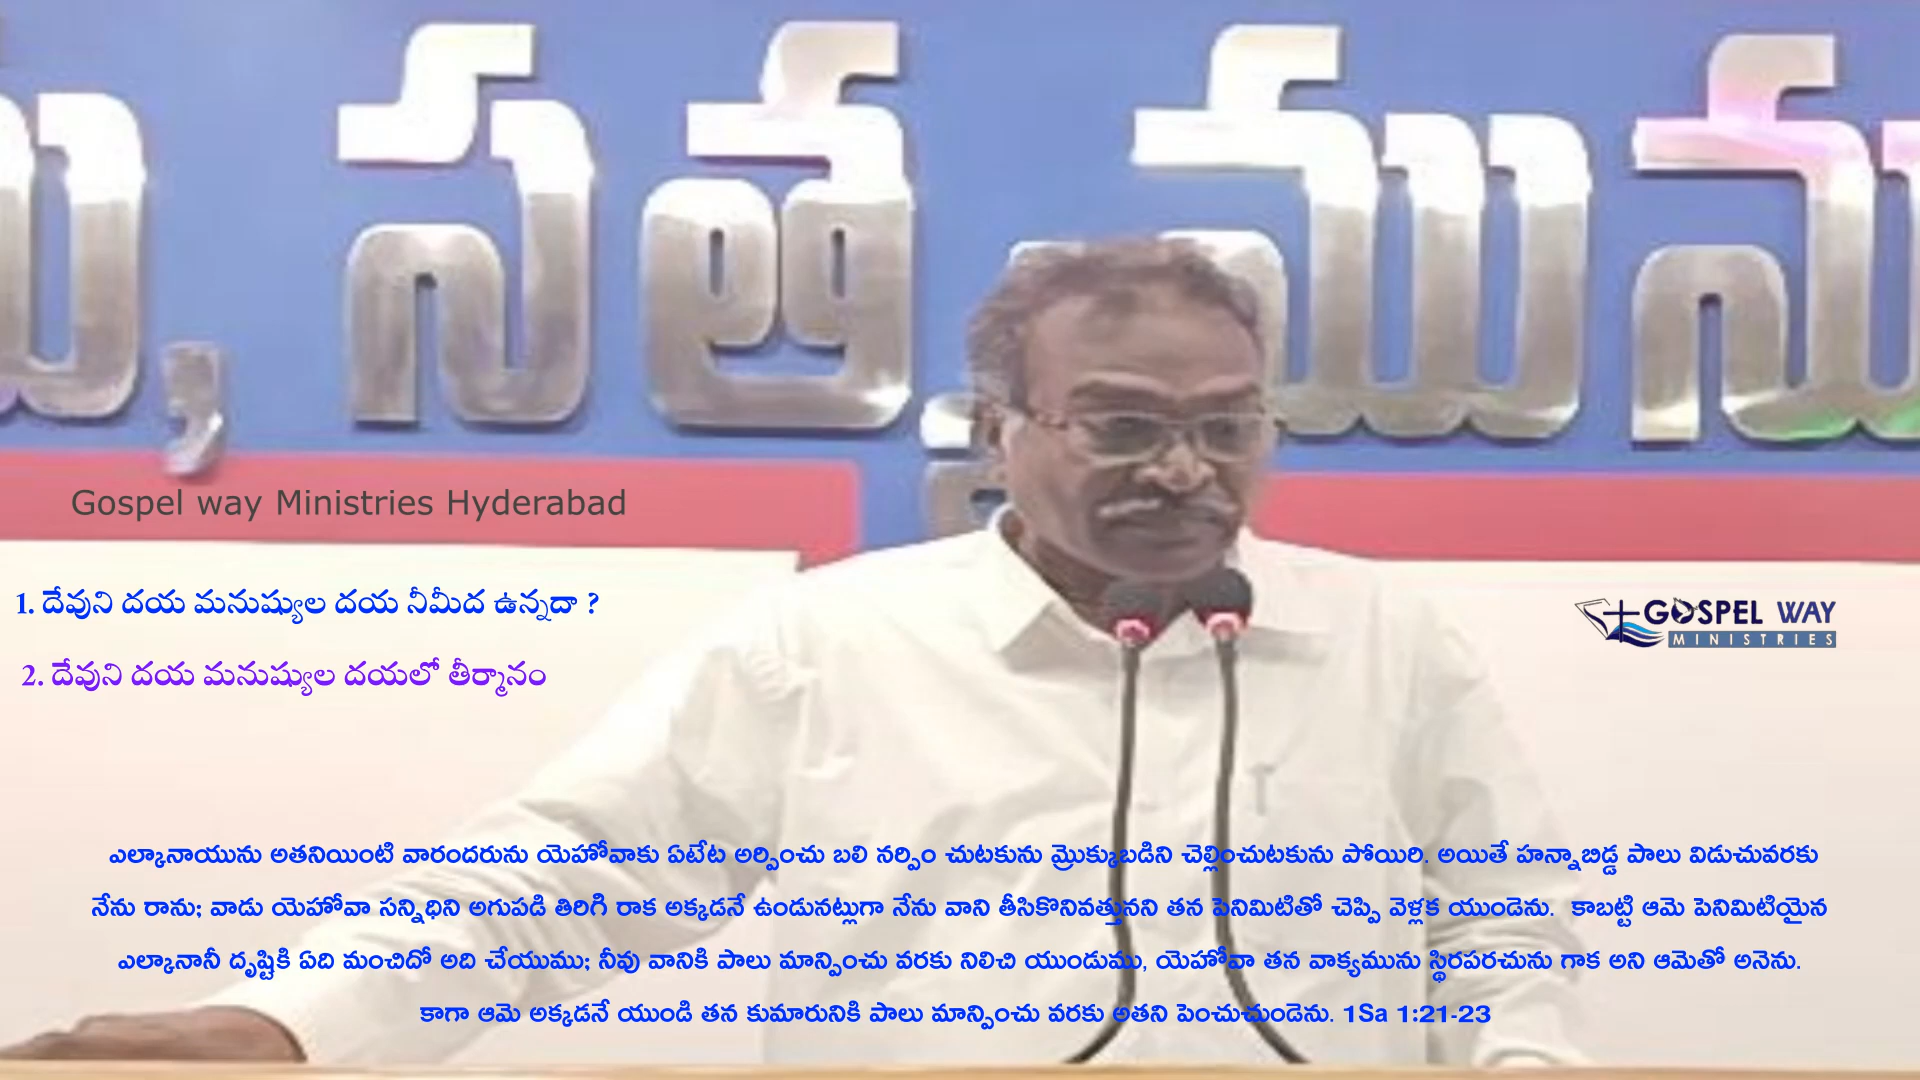 సత్య ము
Gospel way Ministries Hyderabad
1. దేవుని దయ మనుష్యుల దయ నీమీద ఉన్నదా ?
2. దేవుని దయ మనుష్యుల దయలో తీర్మానం
GOSPEL WAY
MINISTRIES
ఎల్కానాయును అతనియింటి వారందరును యెహోవాకు ఏటేట అర్పించు బలి నర్పిం చుటకును మ్రొక్కుబడిని చెల్లించుటకును పోయిరి. అయితే హన్నాబిడ్డ పాలు విడుచువరకు
నేను రాను; వాడు యెహోవా సన్నిధిని అగుపడి తిరిగి రాక అక్కడనే ఉండునట్లుగా నేను వాని తీసికొనివత్తునని తన పెనిమిటితో చెప్పి వెళ్లక యుండెను. కాబట్టి ఆమె పెనిమిటియైన
ఎల్కానానీ దృష్టికి ఏది మంచిదో అది చేయుము; నీవు వానికి పాలు మాన్పించు వరకు నిలిచి యుండుము, యెహోవా తన వాక్యమును స్థిరపరచును గాక అని ఆమెతో అనెను.
కాగా ఆమె అక్కడనే యుండి తన కుమారునికి పాలు మాన్పించు వరకు అతని పెంచుచుండెను. 1Sa 1:21-23